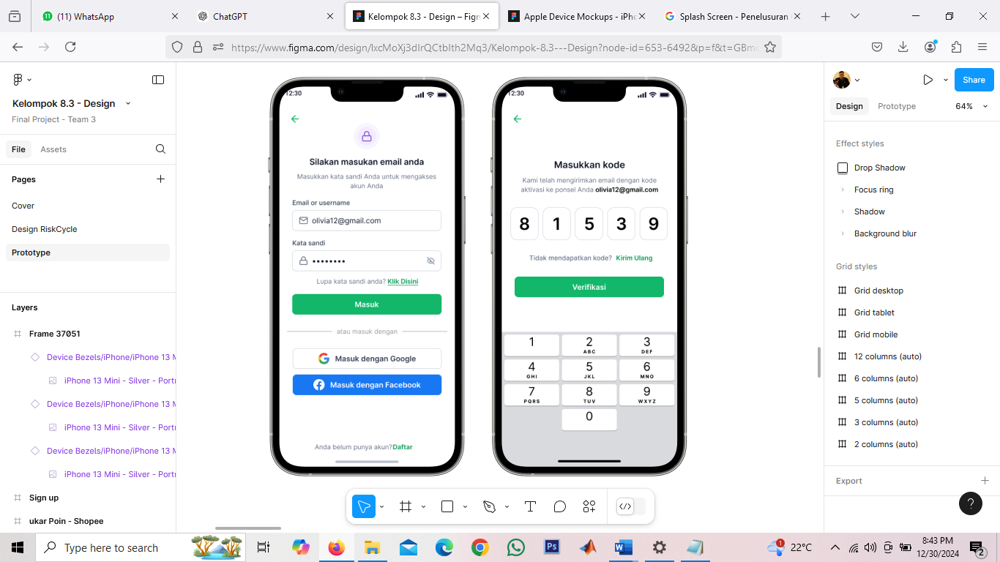 (11) WhatsApp
ChatGPT
Kelompok 8.3 - Design – Figm
Apple Device Mockups - iPho
Splash Screen - Penelusuran
https://www.figma.com/design/
Kelompok 8.3 - Design
Final Project - Team 3
File
Assets
Pages
Cover
Design RiskCycle
Prototype
Layers
Frame 37051
Device Bezels/iPhone/iPhone 13 M
iPhone 13 Mini - Silver - Portr
Device Bezels/iPhone/iPhone 13 M
iPhone 13 Mini - Silver - Portr
Device Bezels/iPhone/iPhone 13 M
iPhone 13 Mini - Silver - Portr
Sign up
ukar Poin - Shopee
12:30
Silakan masukan email anda
Masukkan kata sandi Anda untuk mengakses
akun Anda
Email or username
olivia12@gmail.com
Kata sandi
Lupa kata sandi anda? Klik Disini
Masuk
atau masuk dengan
Masuk dengan Google
Masuk dengan Facebook
Anda belum punya akun?Daftar
12:30
Masukkan kode
Kami telah mengirimkan email dengan kode
aktivasi ke ponsel Anda olivia12@gmail.com
8 1 5 3 9
Tidak mendapatkan kode? Kirim Ulang
Verifikasi
1 2 3
ABC DEF
4 5 6
GHI JKL MNO
7 8 9
PQRS TUV WXYZ
0
Share
Design
Prototype
64%
Effect styles
Drop Shadow
Focus ring
Shadow
Background blur
Grid styles
Grid desktop
Grid tablet
Grid mobile
12 columns (auto)
6 columns (auto)
5 columns (auto)
3 columns (auto)
2 columns (auto)
Export
?
Type here to search
Ps
W
1
22°C
8:43 PM
12/30/2024
2